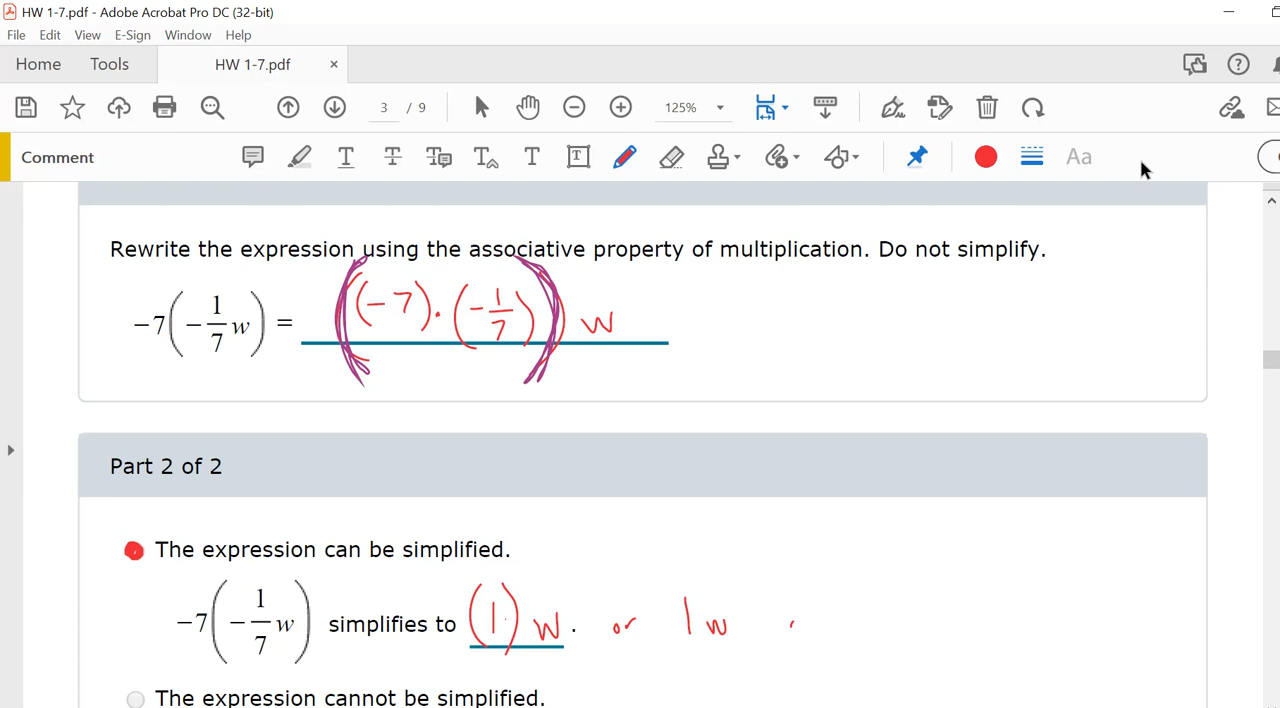 HW 1-7.pdf - Adobe Acrobat Pro DC (32-bit)
File Edit View E-Sign Window Help
Home Tools HW 1-7.pdf ×
3 / 9 125%
Comment T T T T T T Aa
Rewrite the expression using the associative property of multiplication. Do not simplify.
−7(−1/7 w) = ((−7)·(−1/7)) w
Part 2 of 2
The expression can be simplified.
−7(−1/7 w) simplifies to (1) w . or 1w
The expression cannot be simplified.